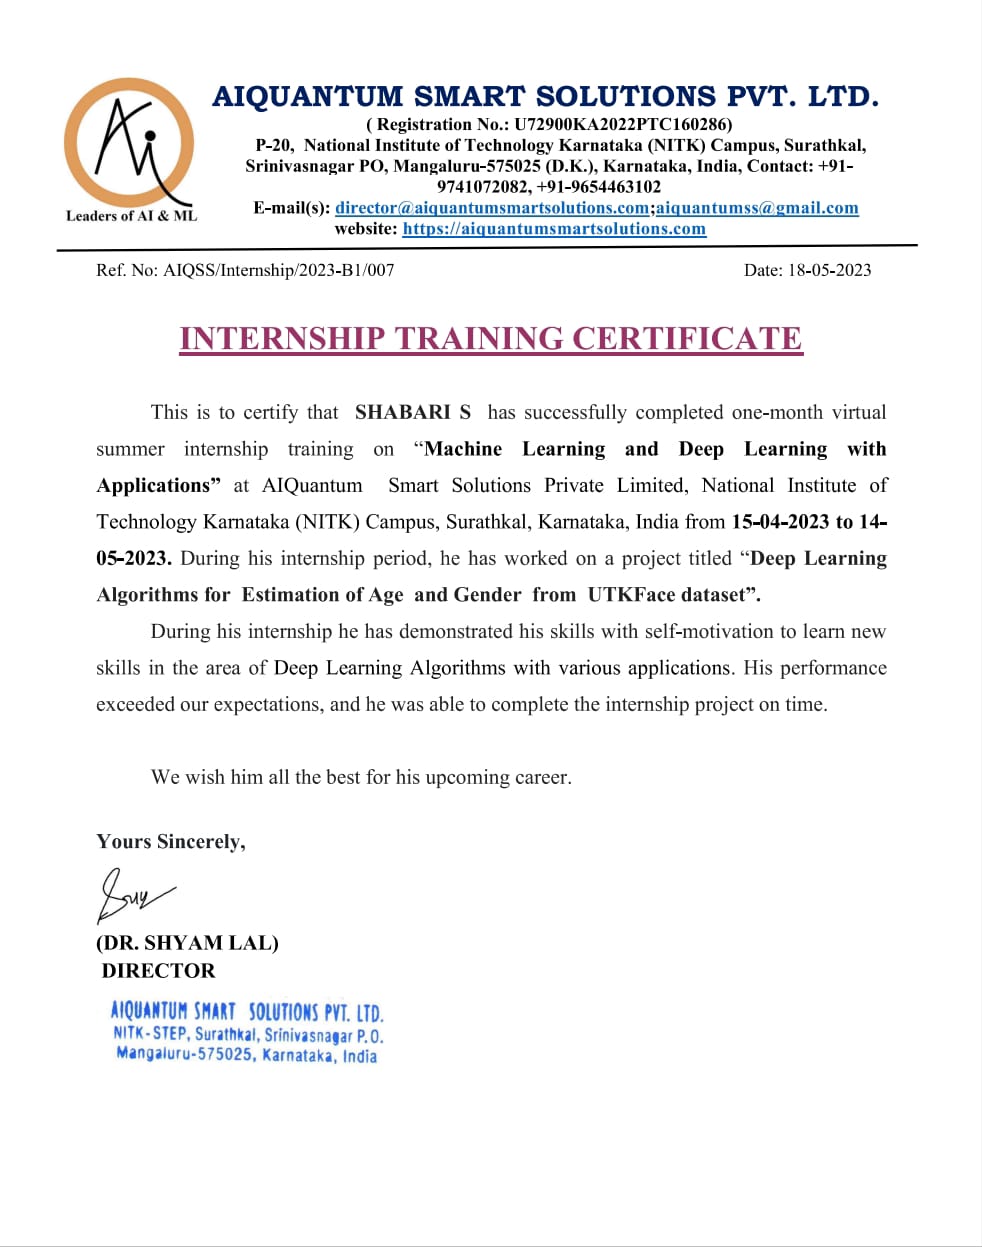 Ai
Leaders of AI & ML
AIQUANTUM SMART SOLUTIONS PVT. LTD.
( Registration No.: U72900KA2022PTC160286)
P-20, National Institute of Technology Karnataka (NITK) Campus, Surathkal,
Srinivasnagar PO, Mangaluru-575025 (D.K.), Karnataka, India, Contact: +91-
9741072082, +91-9654463102
E-mail(s): director@aiquantumsmartsolutions.com;aiquantumss@gmail.com
website: https://aiquantumsmartsolutions.com
Ref. No: AIQSS/Internship/2023-B1/007 Date: 18-05-2023
INTERNSHIP TRAINING CERTIFICATE
This is to certify that SHABARI S has successfully completed one-month virtual
summer internship training on “Machine Learning and Deep Learning with
Applications” at AIQuantum Smart Solutions Private Limited, National Institute of
Technology Karnataka (NITK) Campus, Surathkal, Karnataka, India from 15-04-2023 to 14-
05-2023. During his internship period, he has worked on a project titled “Deep Learning
Algorithms for Estimation of Age and Gender from UTKFace dataset”.
During his internship he has demonstrated his skills with self-motivation to learn new
skills in the area of Deep Learning Algorithms with various applications. His performance
exceeded our expectations, and he was able to complete the internship project on time.
We wish him all the best for his upcoming career.
Yours Sincerely,
(DR. SHYAM LAL)
DIRECTOR
AIQUANTUM SMART SOLUTIONS PVT. LTD.
NITK-STEP, Surathkal, Srinivasnagar P.O.
Mangaluru-575025, Karnataka, India